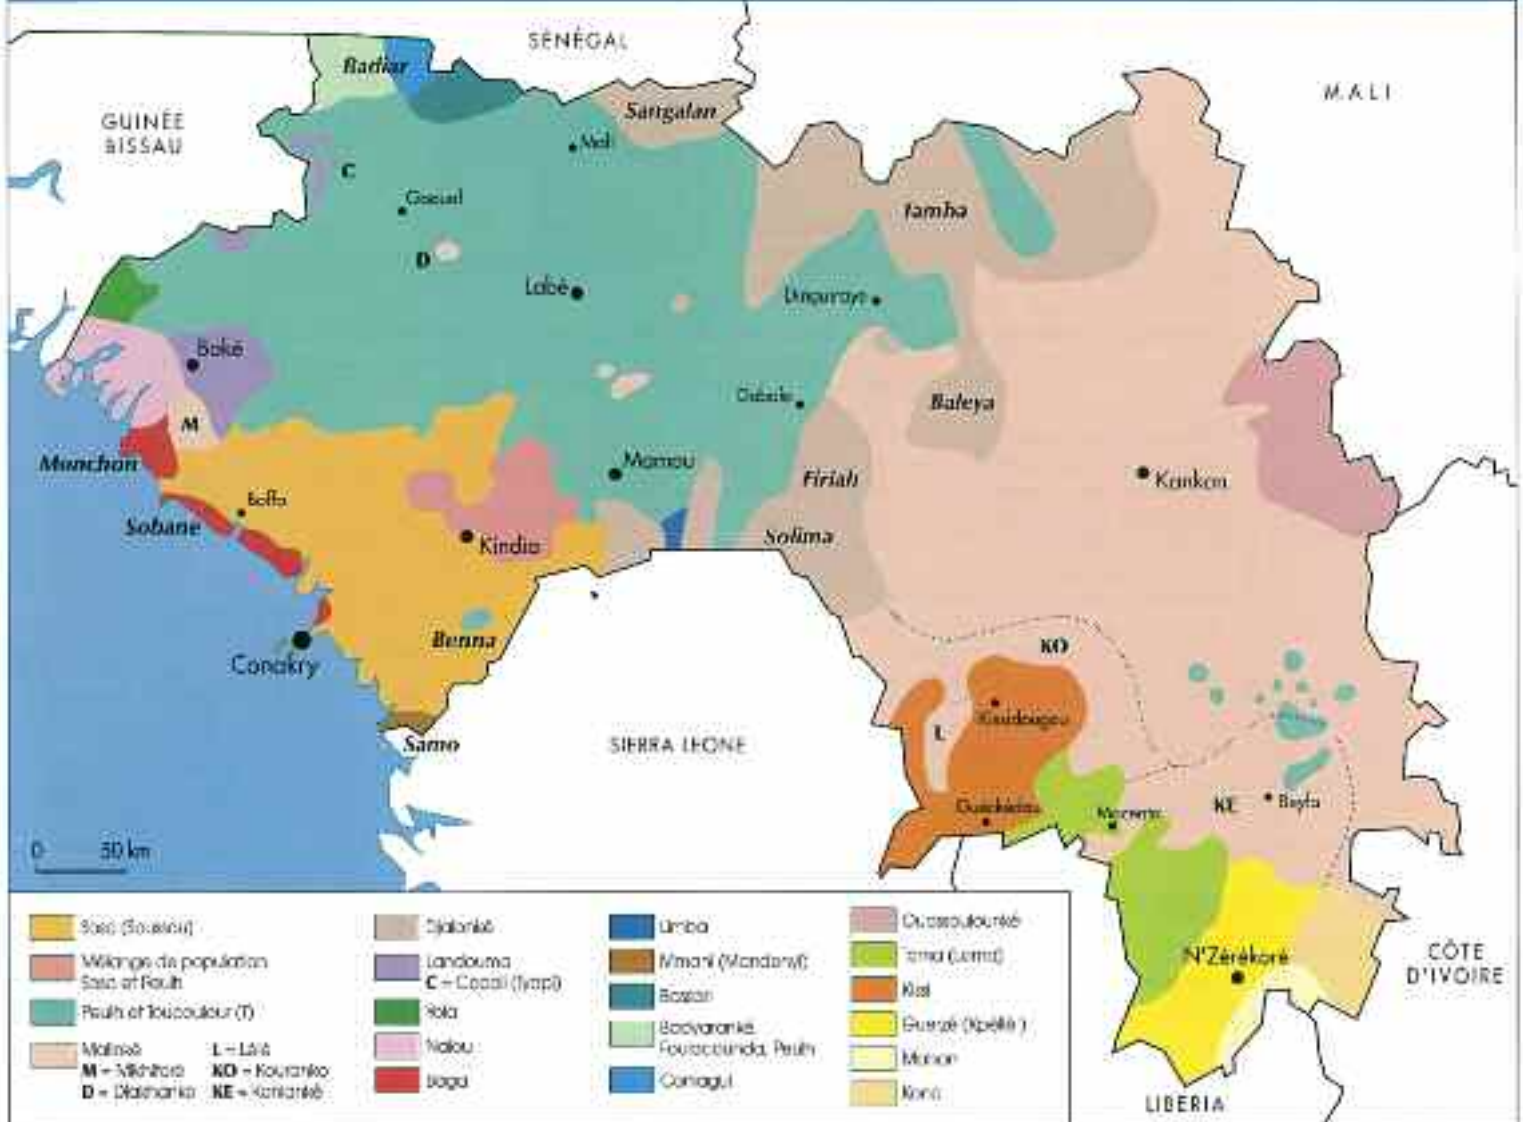 SÉNÉGAL
MALI
GUINÉE
BISSAU
Badiar
Sangalan
Mali
C
Gaoual
Tamba
D
Labé
Dinguiraye
Boké
Dabola
Baleya
M
Monchon
Mamou
Firiah
Kankan
Boffa
Sobane
Kindia
Solima
Benna
KO
Conakry
Kissidougou
L
Samo
SIERRA LEONE
Guéckédou
Macenta
KE
Beyla
0 50 km
N'Zérékoré
CÔTE
D'IVOIRE
LIBERIA
Soso (Soussou)
Mélange de population
Soso et Peulh
Peulh et Toucouleur (T)
Malinké
M = Mikhiforé
D = Diakhanka
L = Lélé
KO = Kouranko
KE = Konianké
Djalonké
Landouma
C = Cocoli (Tyapi)
Yola
Nalou
Baga
Limba
Mmani (Mandenyi)
Bassari
Badyaranké,
Foulacounda, Peulh
Coniagui
Ouassoulounké
Toma (Loma)
Kissi
Guerzé (Kpèllé)
Manon
Kono